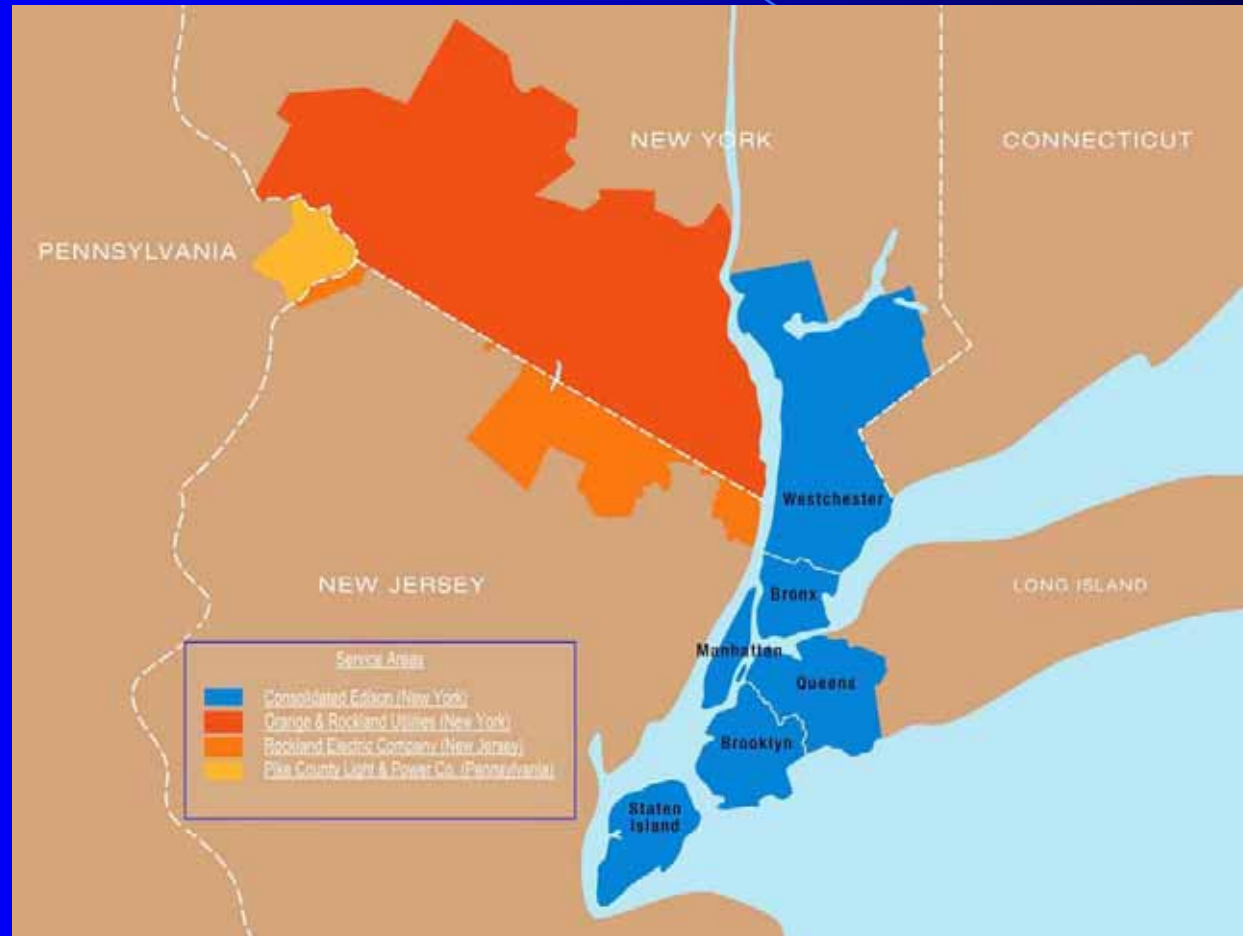 NEW YORK
CONNECTICUT
PENNSYLVANIA
Westchester
NEW JERSEY
LONG ISLAND
Bronx
Manhattan
Queens
Brooklyn
Staten
Island
Service Areas
Consolidated Edison (New York)
Orange & Rockland Utilities (New York)
Rockland Electric Company (New Jersey)
Pike County Light & Power Co. (Pennsylvania)